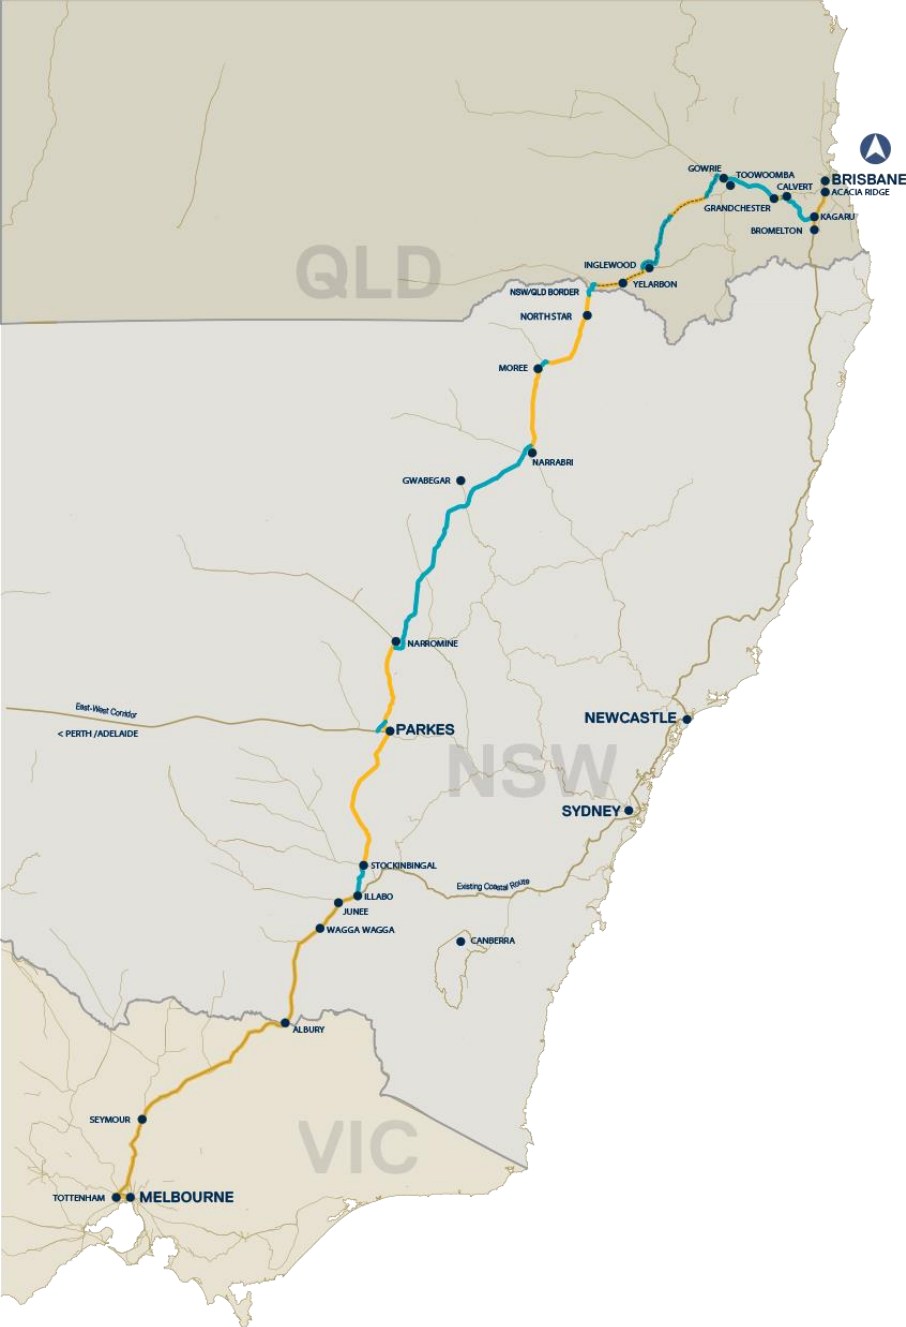 GOWRIE
TOOWOOMBA
BRISBANE
CALVERT
ACACIA RIDGE
GRANDCHESTER
KAGARU
BROMELTON
QLD
INGLEWOOD
YELARBON
NSW/QLD BORDER
NORTH STAR
MOREE
NARRABRI
GWABEGAR
NARROMINE
East-West Corridor
< PERTH /ADELAIDE
PARKES
NEWCASTLE
NSW
SYDNEY
STOCKINBINGAL
Existing Coastal Route
ILLABO
JUNEE
WAGGA WAGGA
CANBERRA
ALBURY
SEYMOUR
VIC
TOTTENHAM
MELBOURNE